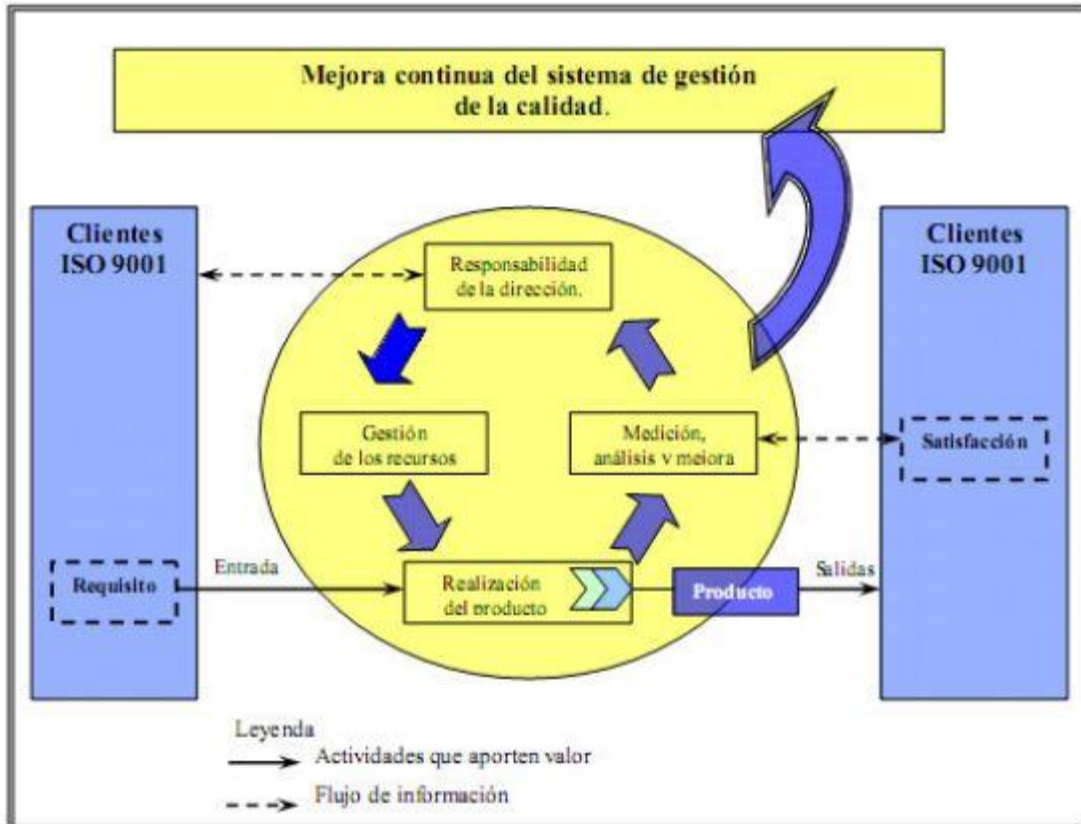 Mejora continua del sistema de gestión
de la calidad.
Clientes
ISO 9001
Clientes
ISO 9001
Responsabilidad
de la dirección.
Gestión
de los recursos
Medición,
análisis y mejora
Satisfacción
Requisito
Entrada
Realización
del producto
Producto
Salidas
Leyenda
Actividades que aporten valor
Flujo de información